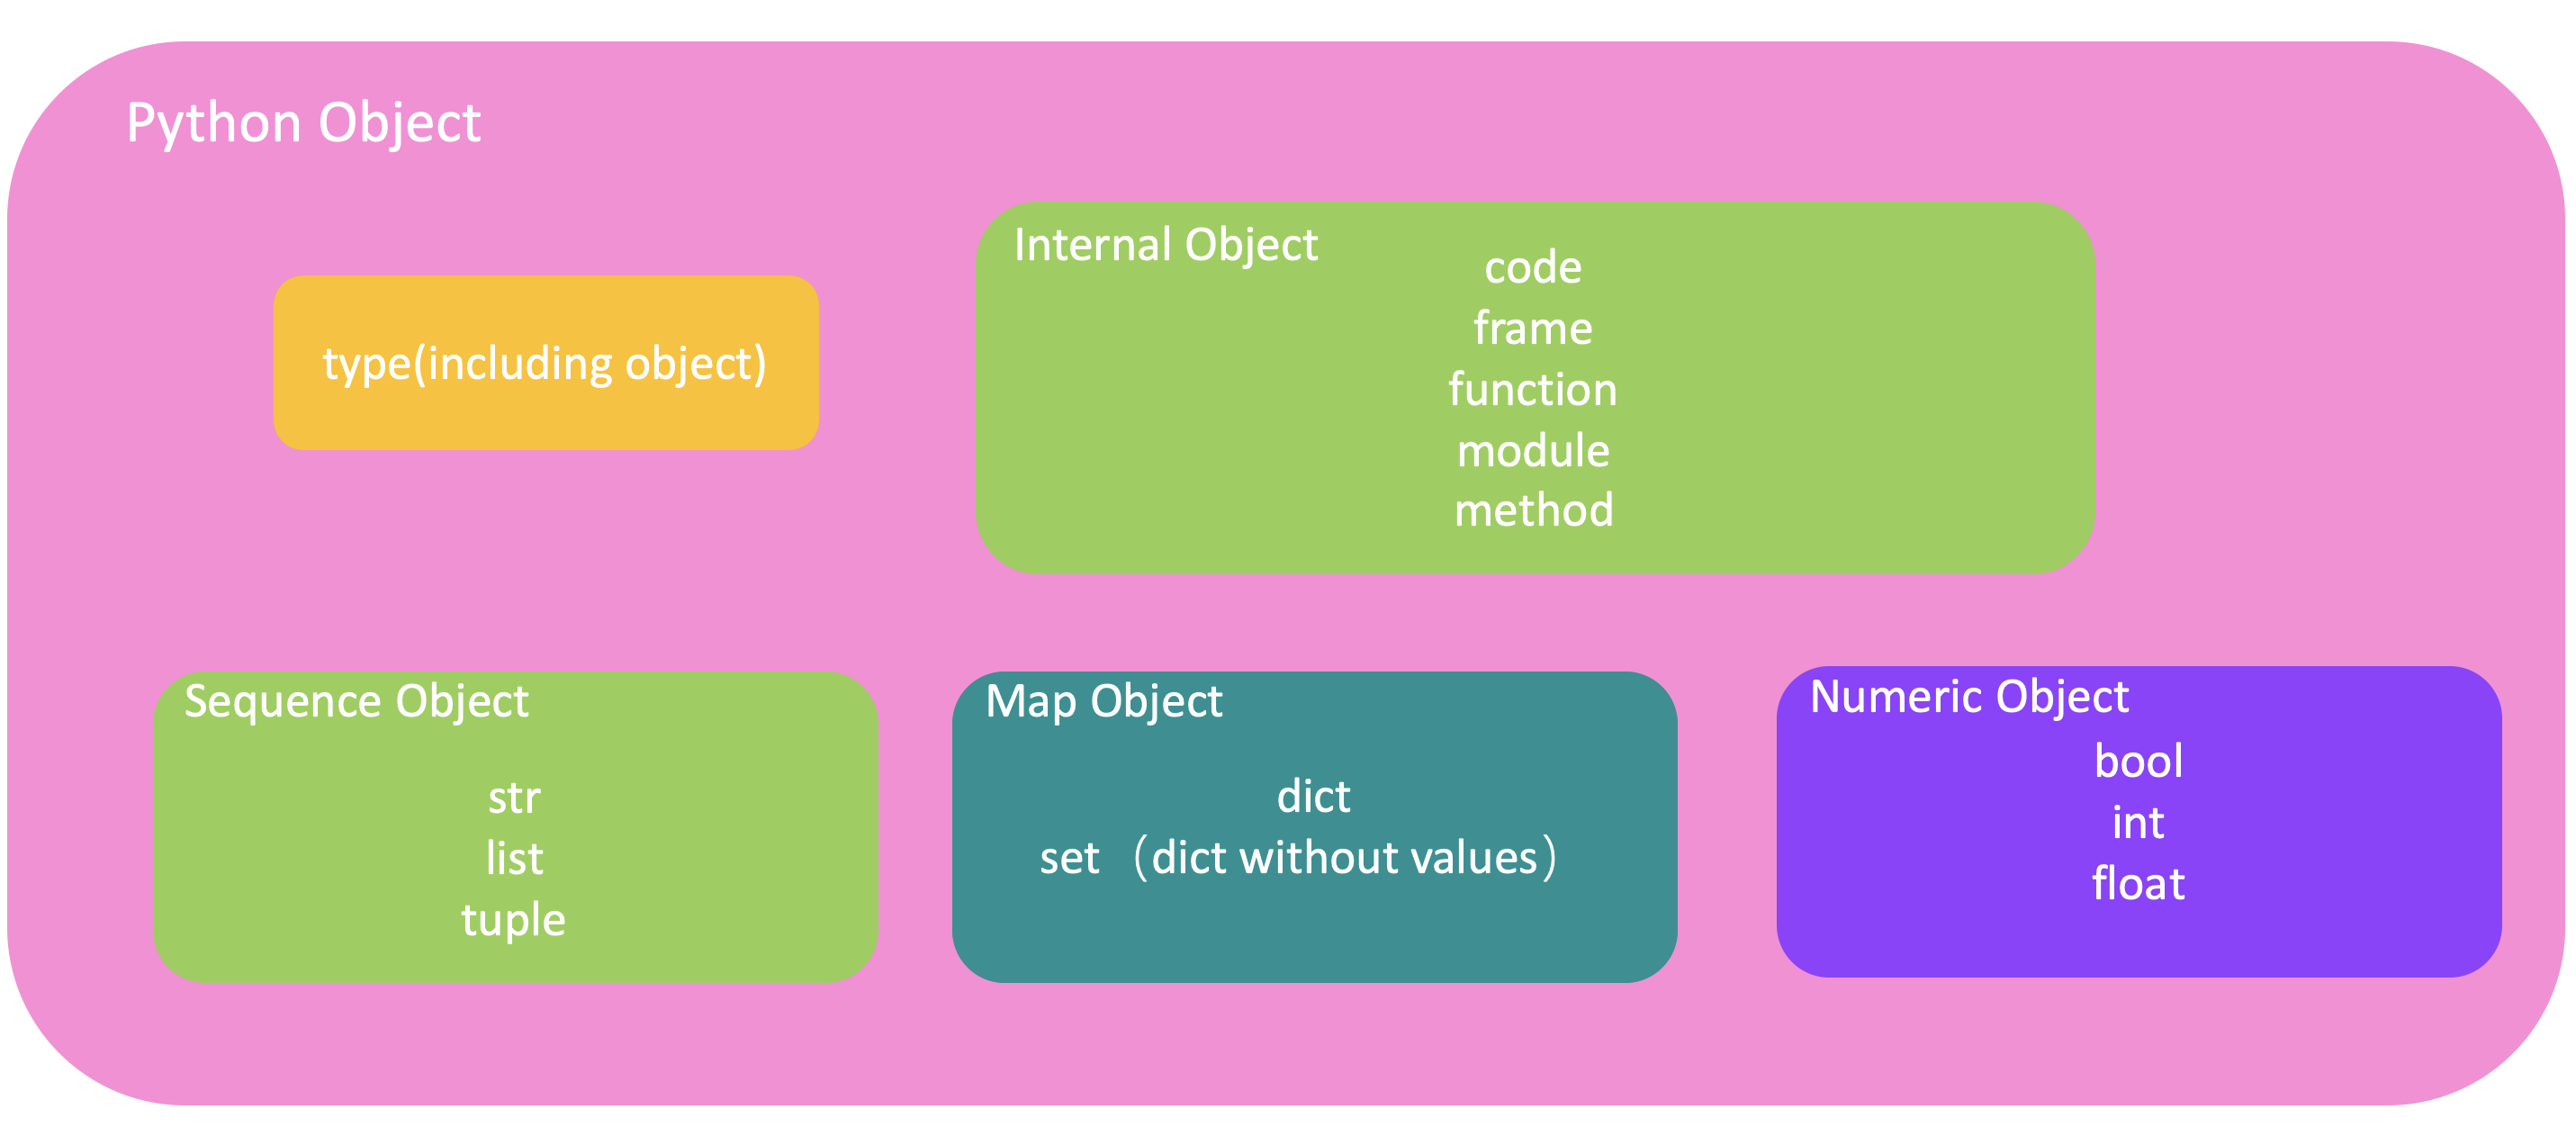 Python Object
type(including object)
Internal Object
code
frame
function
module
method
Sequence Object
str
list
tuple
Map Object
dict
set（dict without values）
Numeric Object
bool
int
float